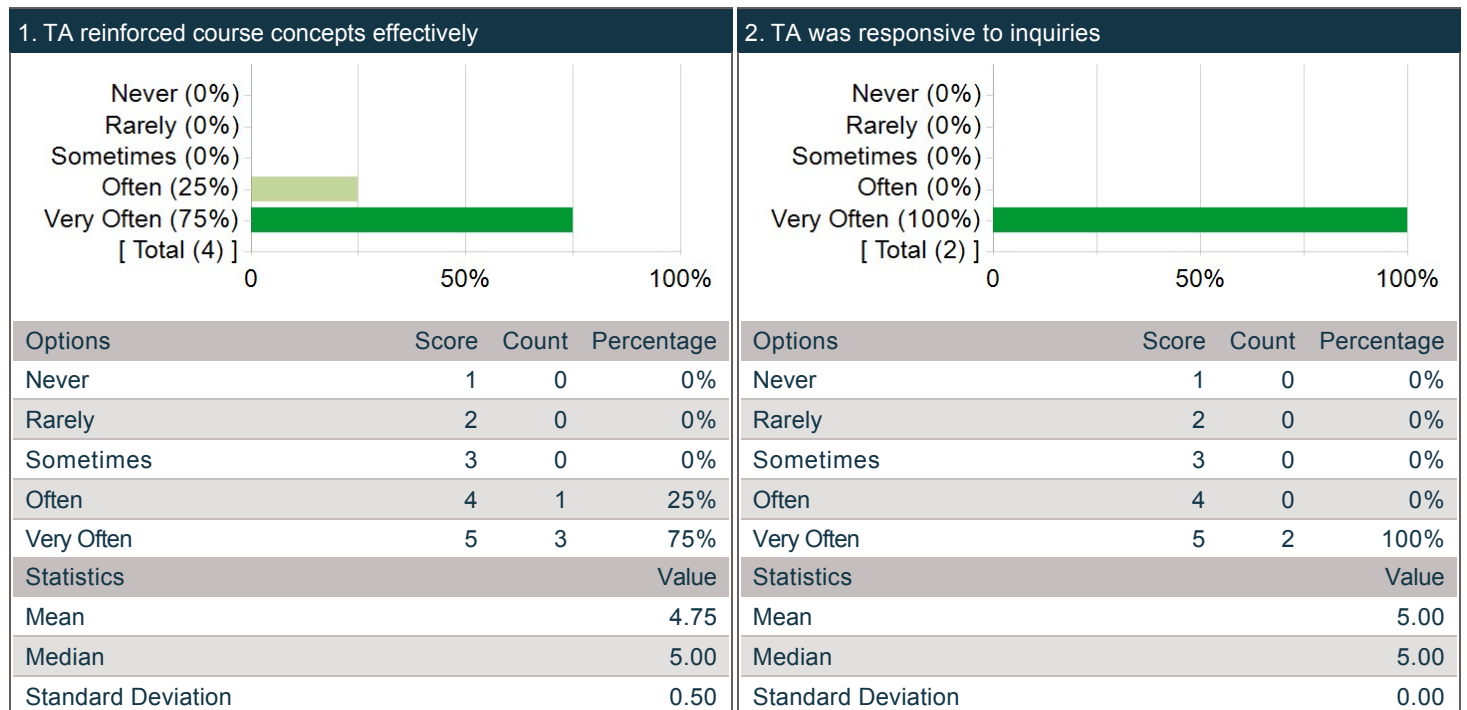 1. TA reinforced course concepts effectively
Never (0%)
Rarely (0%)
Sometimes (0%)
Often (25%)
Very Often (75%)
[ Total (4) ]
0 50% 100%
Options Score Count Percentage
Never 1 0 0%
Rarely 2 0 0%
Sometimes 3 0 0%
Often 4 1 25%
Very Often 5 3 75%
Statistics Value
Mean 4.75
Median 5.00
Standard Deviation 0.50
2. TA was responsive to inquiries
Never (0%)
Rarely (0%)
Sometimes (0%)
Often (0%)
Very Often (100%)
[ Total (2) ]
0 50% 100%
Options Score Count Percentage
Never 1 0 0%
Rarely 2 0 0%
Sometimes 3 0 0%
Often 4 0 0%
Very Often 5 2 100%
Statistics Value
Mean 5.00
Median 5.00
Standard Deviation 0.00